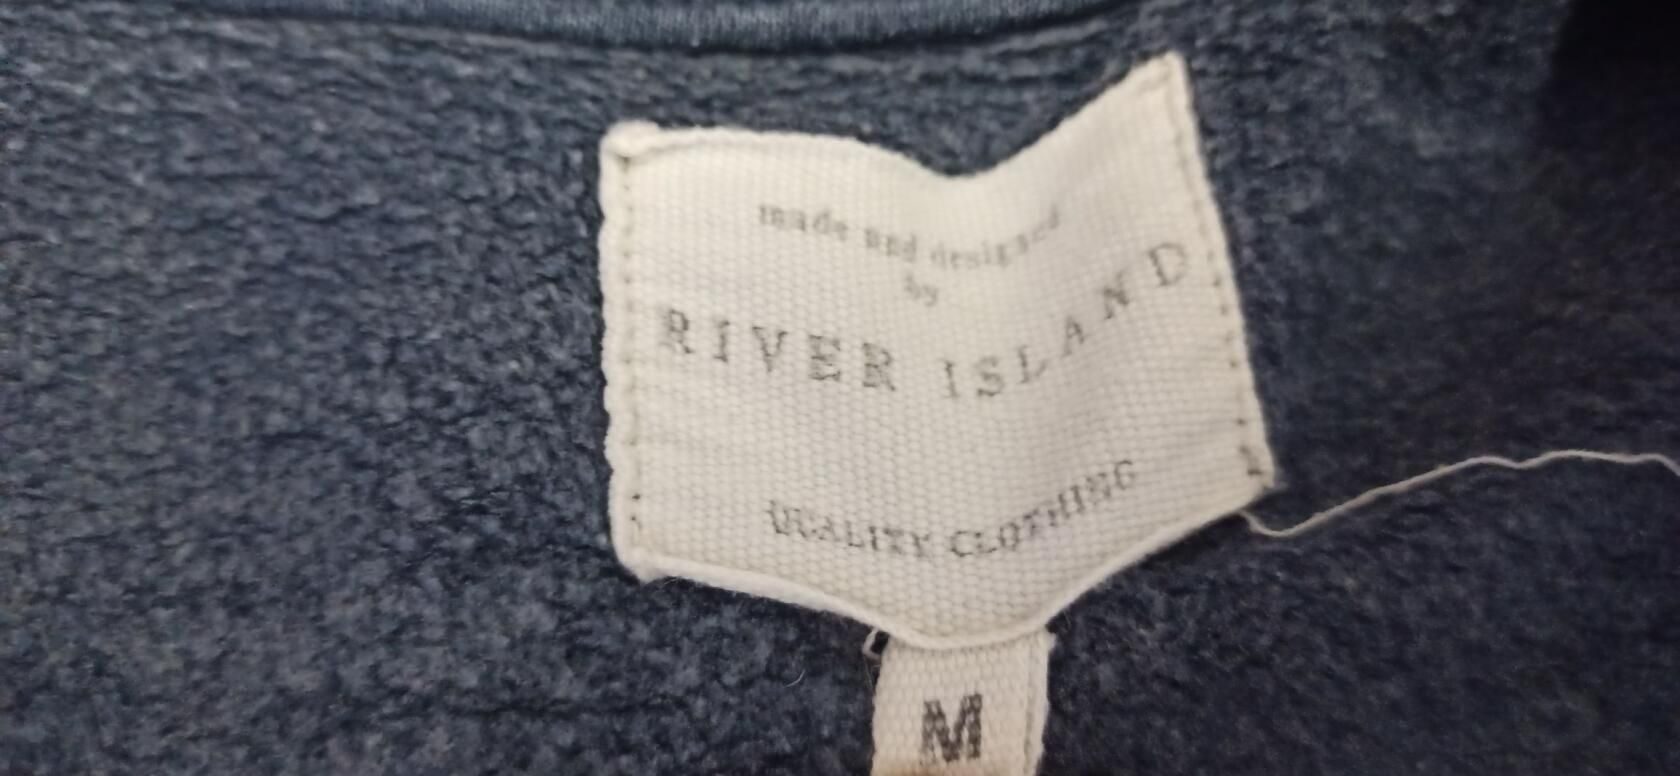 made and designed
by
RIVER ISLAND
QUALITY CLOTHING
M